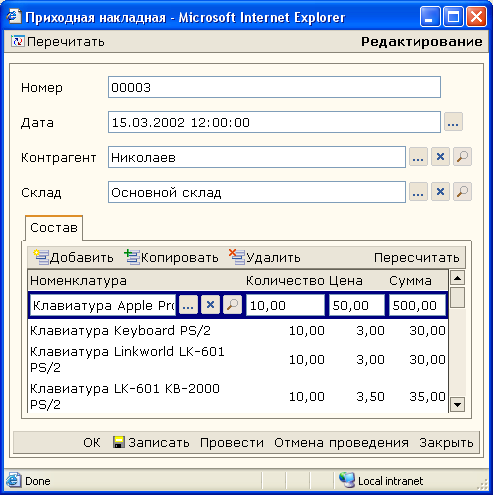 Приходная накладная - Microsoft Internet Explorer
Перечитать Редактирование
Номер 00003
Дата 15.03.2002 12:00:00 ...
Контрагент Николаев ...
Склад Основной склад ...
Состав
Добавить Копировать Удалить Пересчитать
Номенклатура Количество Цена Сумма
Клавиатура Apple Pro ... 10,00 50,00 500,00
Клавиатура Keyboard PS/2 10,00 3,00 30,00
Клавиатура Linkworld LK-601 10,00 3,00 30,00
PS/2
Клавиатура LK-601 KB-2000 10,00 3,50 35,00
PS/2
OK Записать Провести Отмена проведения Закрыть
Done Local intranet